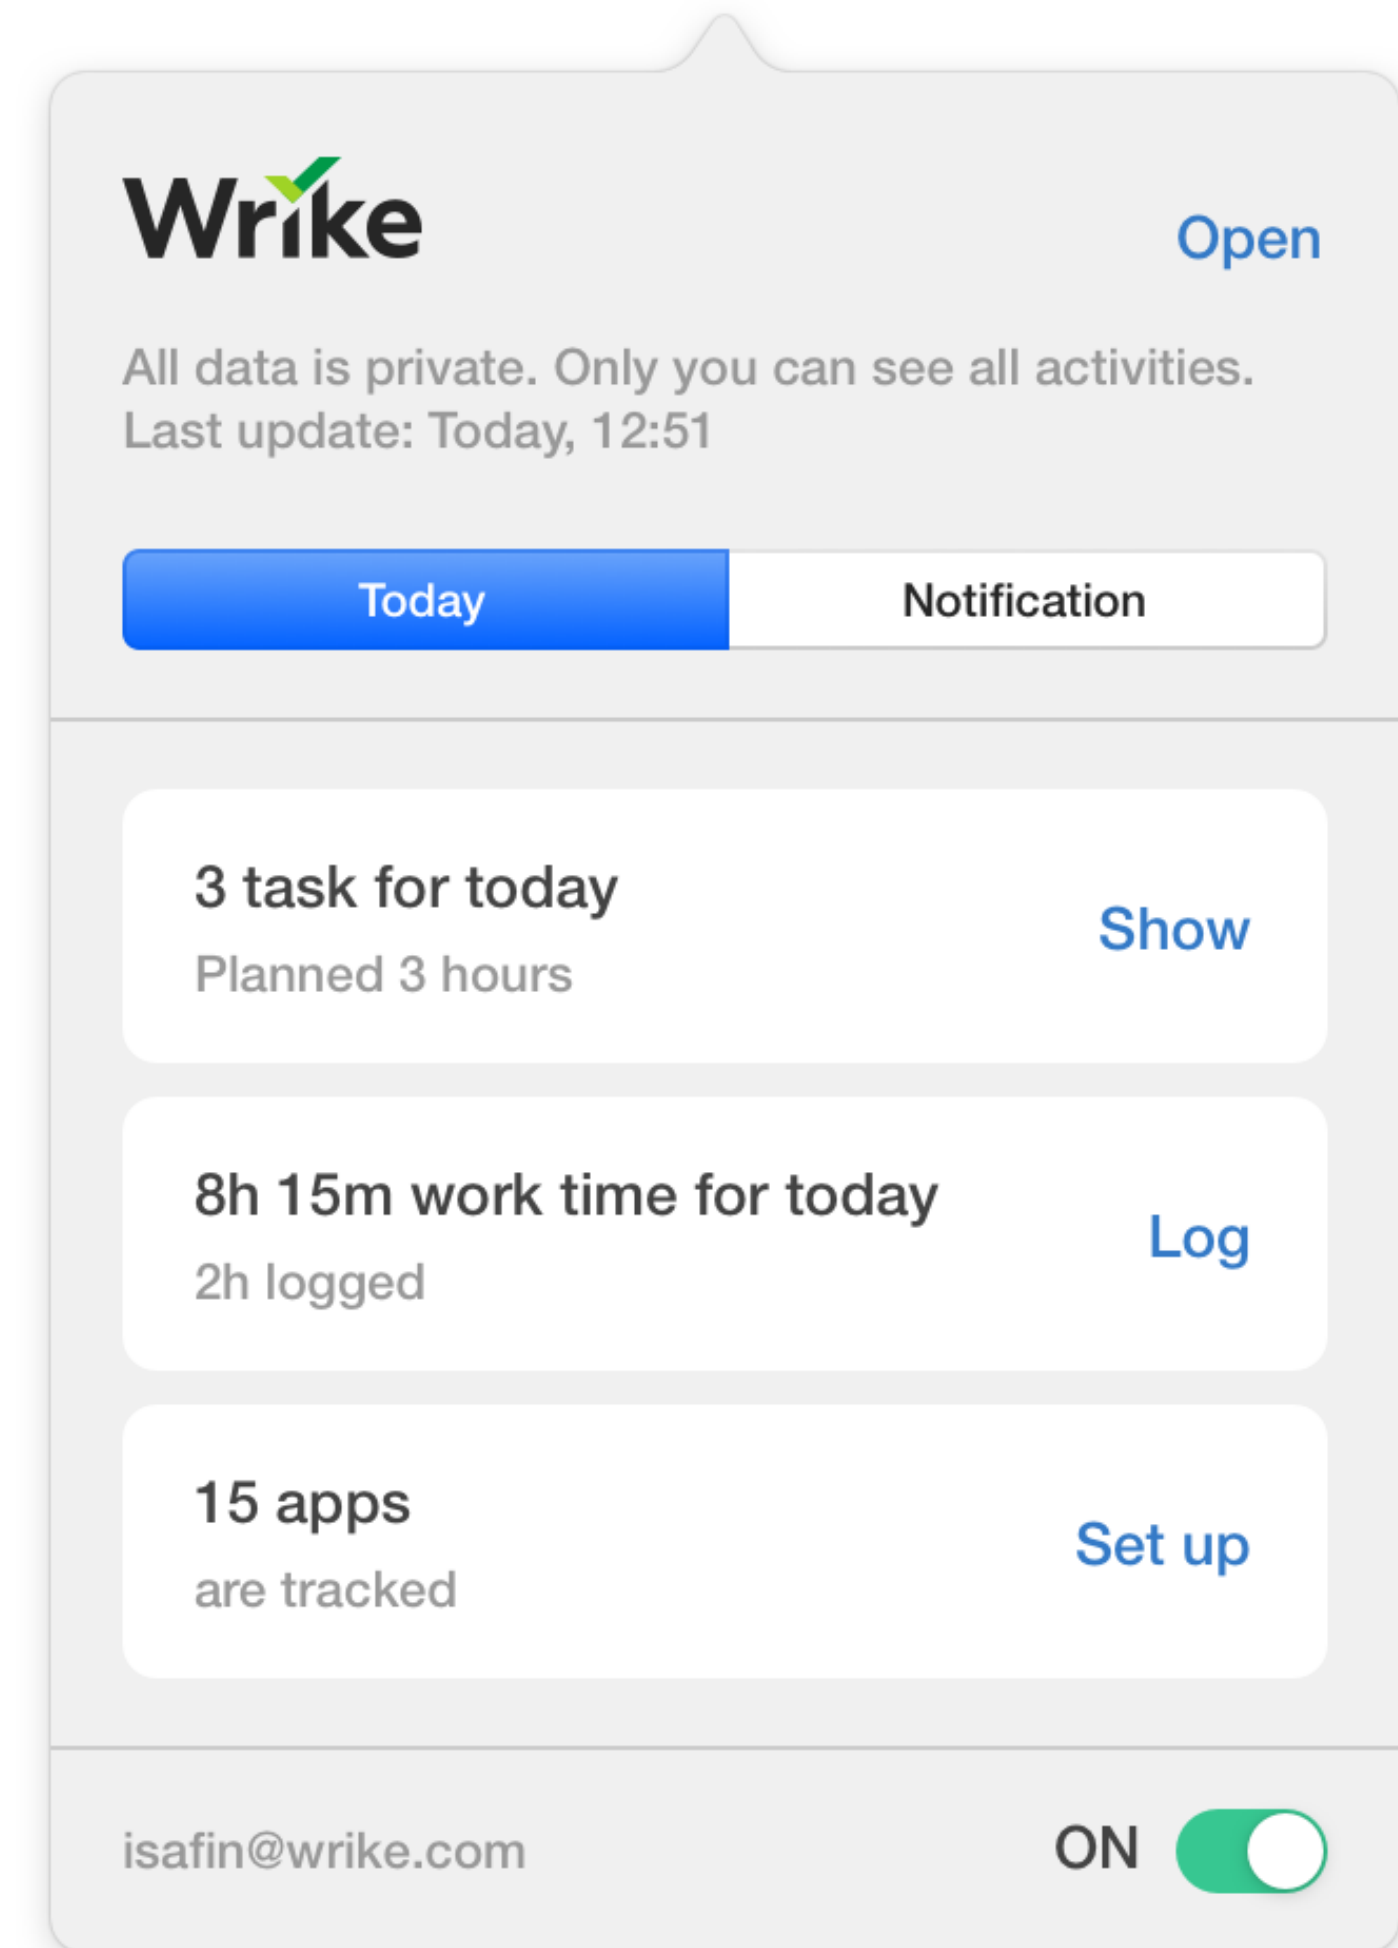 Wrike
Open
All data is private. Only you can see all activities.
Last update: Today, 12:51
Today
Notification
3 task for today
Planned 3 hours
Show
8h 15m work time for today
2h logged
Log
15 apps
are tracked
Set up
isafin@wrike.com
ON